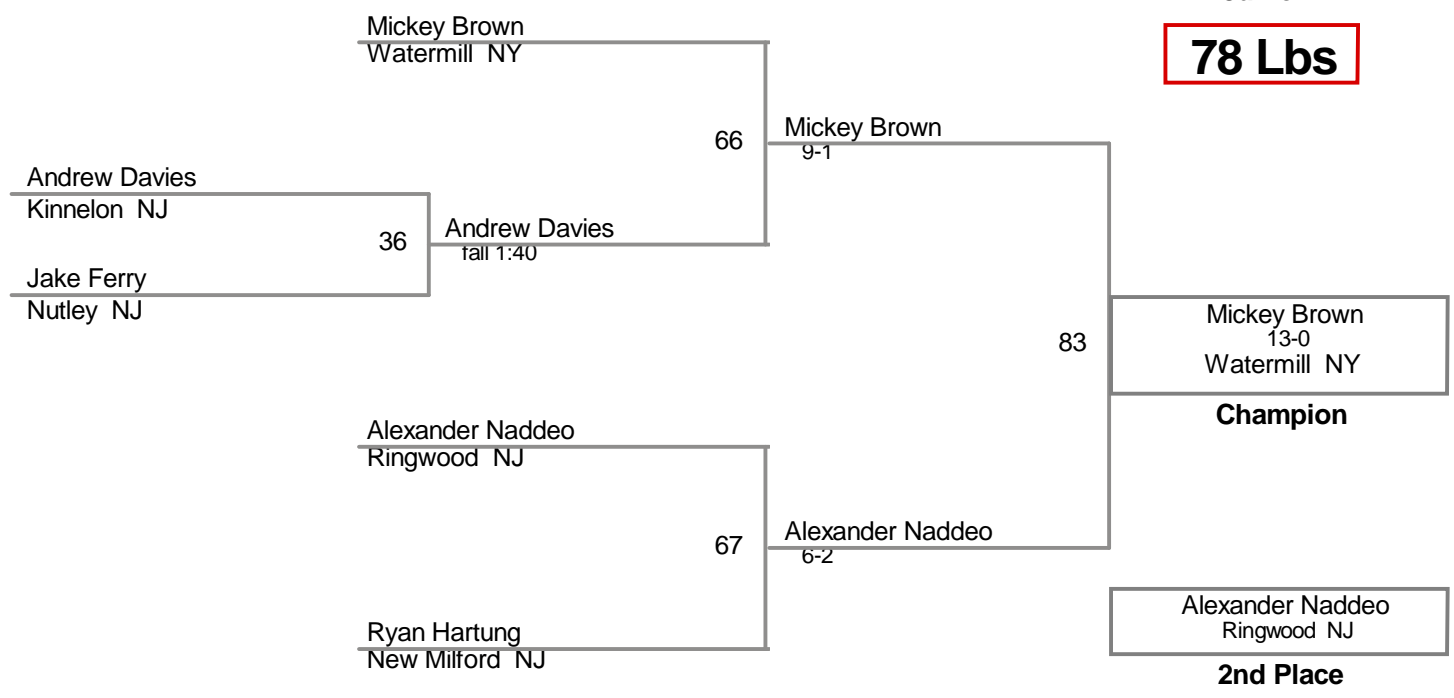 78 Lbs
Mickey Brown
Watermill NY
66
Mickey Brown
9-1
Andrew Davies
Kinnelon NJ
36
Andrew Davies
fall 1:40
Jake Ferry
Nutley NJ
83
Mickey Brown
13-0
Watermill NY
Champion
Alexander Naddeo
Ringwood NJ
67
Alexander Naddeo
6-2
Ryan Hartung
New Milford NJ
Alexander Naddeo
Ringwood NJ
2nd Place